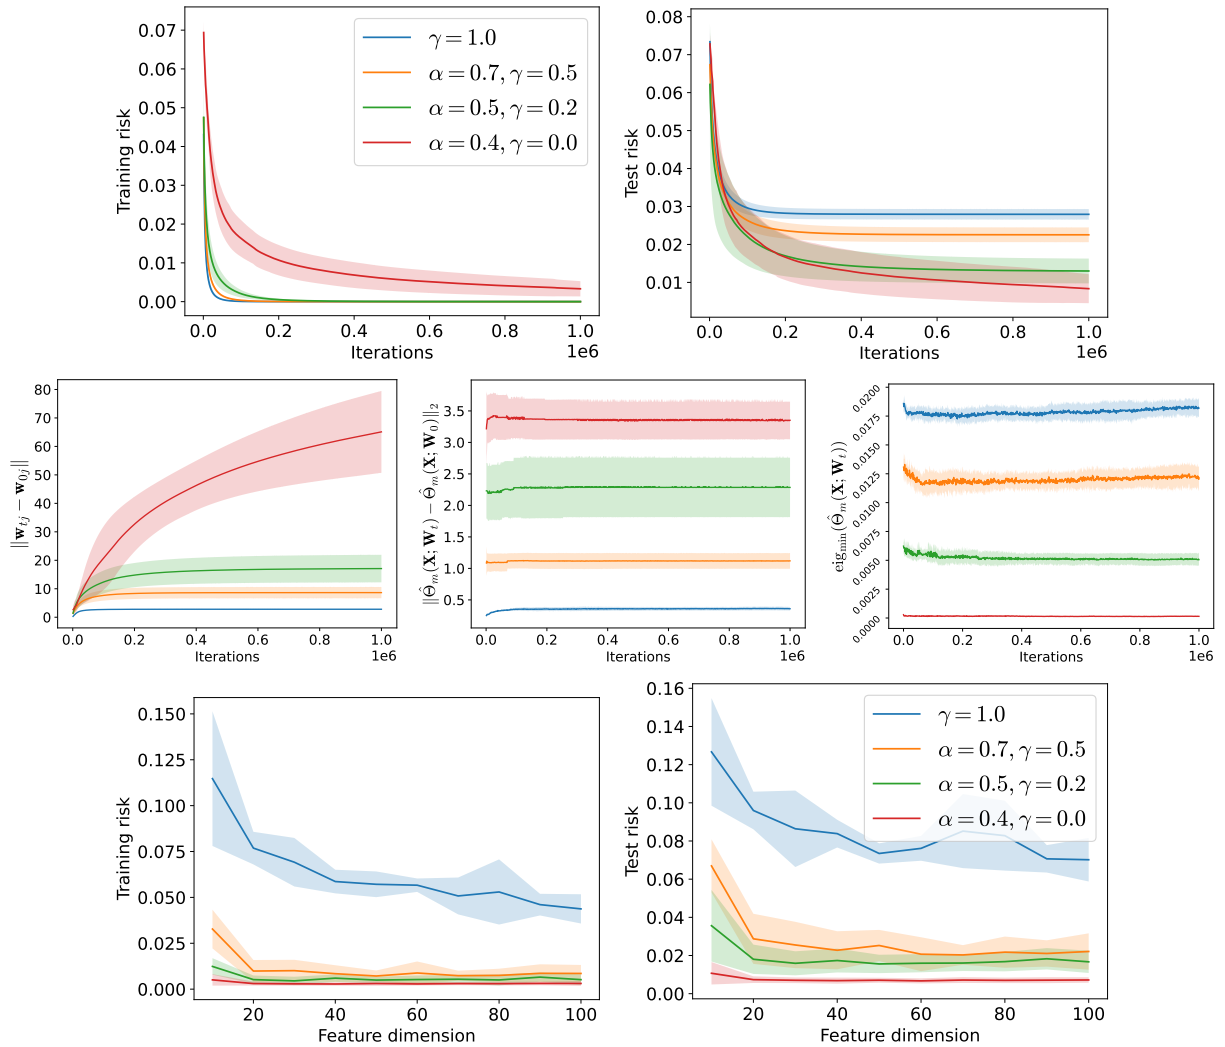 Training risk
0.07
0.06
0.05
0.04
0.03
0.02
0.01
0.00
0.0 0.2 0.4 0.6 0.8 1.0
Iterations
1e6
γ = 1.0
α = 0.7, γ = 0.5
α = 0.5, γ = 0.2
α = 0.4, γ = 0.0
Test risk
0.08
0.07
0.06
0.05
0.04
0.03
0.02
0.01
0.0 0.2 0.4 0.6 0.8 1.0
Iterations
1e6
||w_{tj} − w_{0j}||
80
70
60
50
40
30
20
10
0
0.0 0.2 0.4 0.6 0.8 1.0
Iterations
1e6
||Θ̂_m(X; W_t) − Θ̂_m(X; W_0)||_2
3.5
3.0
2.5
2.0
1.5
1.0
0.5
0.0 0.2 0.4 0.6 0.8 1.0
Iterations
1e6
eig_min(Θ̂_m(X; W_t))
0.0200
0.0175
0.0150
0.0125
0.0100
0.0075
0.0050
0.0025
0.0000
0.0 0.2 0.4 0.6 0.8 1.0
Iterations
1e6
Training risk
0.150
0.125
0.100
0.075
0.050
0.025
0.000
20 40 60 80 100
Feature dimension
Test risk
0.16
0.14
0.12
0.10
0.08
0.06
0.04
0.02
0.00
20 40 60 80 100
Feature dimension
γ = 1.0
α = 0.7, γ = 0.5
α = 0.5, γ = 0.2
α = 0.4, γ = 0.0